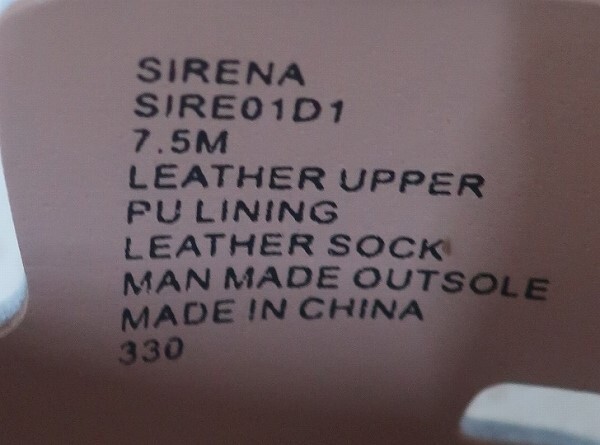 SIRENA
SIRE01D1
7.5M
LEATHER UPPER
PU LINING
LEATHER SOCK
MAN MADE OUTSOLE
MADE IN CHINA
330